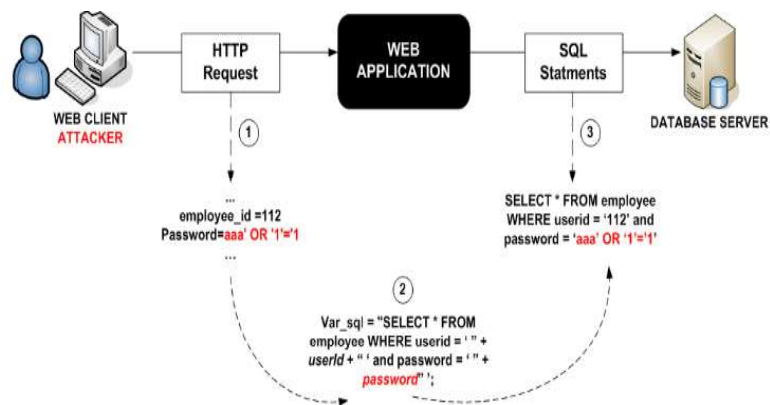 HTTP
Request
WEB
APPLICATION
SQL
Statments
WEB CLIENT
ATTACKER
DATABASE SERVER
1
3
...
employee_id =112
Password=aaa' OR '1'='1
...
SELECT * FROM employee
WHERE userid = ‘112’ and
password = ‘aaa’ OR ‘1’=’1’
2
Var_sql = “SELECT * FROM
employee WHERE userid = ‘ ” +
userId + “ ‘ and password = ‘ ” +
password” ’;